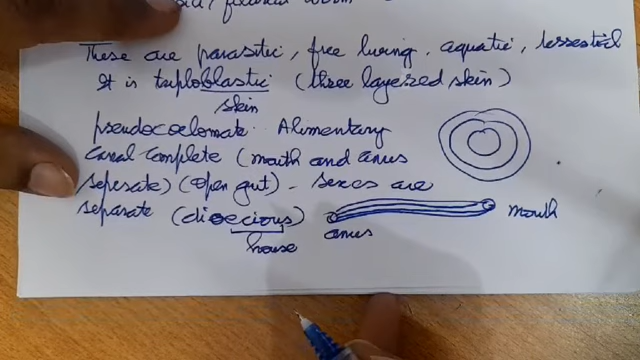 These are parasitic, free living, aquatic, terrestrial
It is triploblastic (three layered skin)
skin
pseudocoelomate. Alimentary
canal complete (mouth and anus
seperate) (open gut) - sexes are
separate (dioecious)
mouth
anus
house